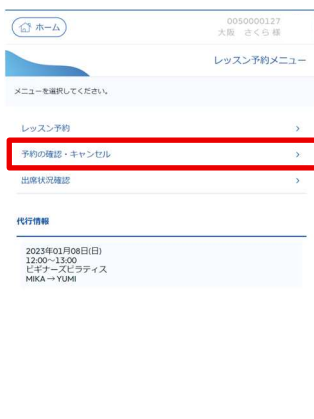 ホーム
0050000127
大阪 さくら 様
レッスン予約メニュー
メニューを選択してください。
レッスン予約
予約の確認・キャンセル
出席状況確認
代行情報
2023年01月08日(日)
12:00～13:00
ビギナーズピラティス
MIKA → YUMI